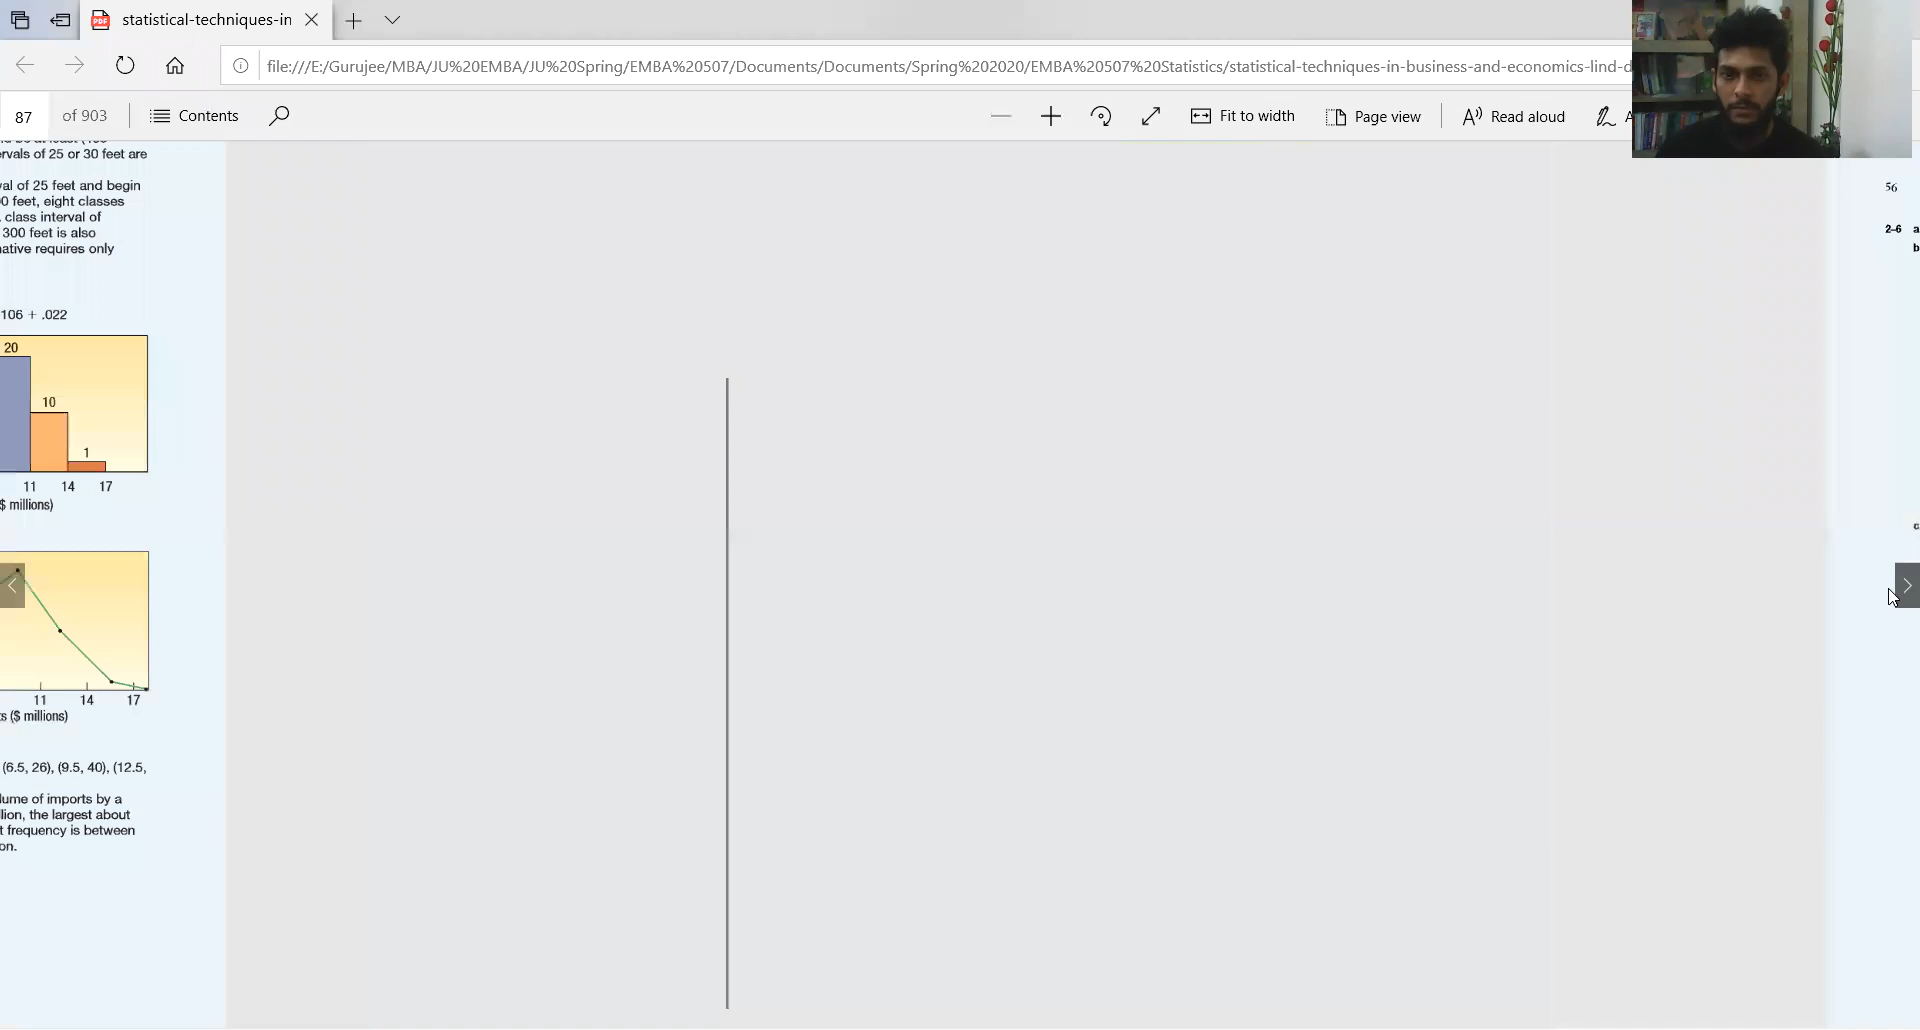 statistical-techniques-in
file:///E:/Gurujee/MBA/JU%20EMBA/JU%20Spring/EMBA%20507/Documents/Documents/Spring%202020/EMBA%20507%20Statistics/statistical-techniques-in-business-and-economics-lind-d
87 of 903 Contents Fit to width Page view Read aloud A
rvals of 25 or 30 feet are
val of 25 feet and begin
0 feet, eight classes
class interval of
300 feet is also
native requires only
106 + .022
20
10
1
11 14 17
$ millions)
11 14 17
ts ($ millions)
(6.5, 26), (9.5, 40), (12.5,
lume of imports by a
llion, the largest about
t frequency is between
on.
56
2–6 a
b
c